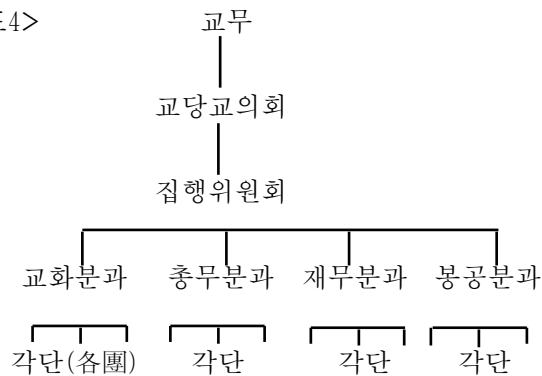 도4>
교무
교당교의회
집행위원회
교화분과 총무분과 재무분과 봉공분과
각단(各團) 각단 각단 각단